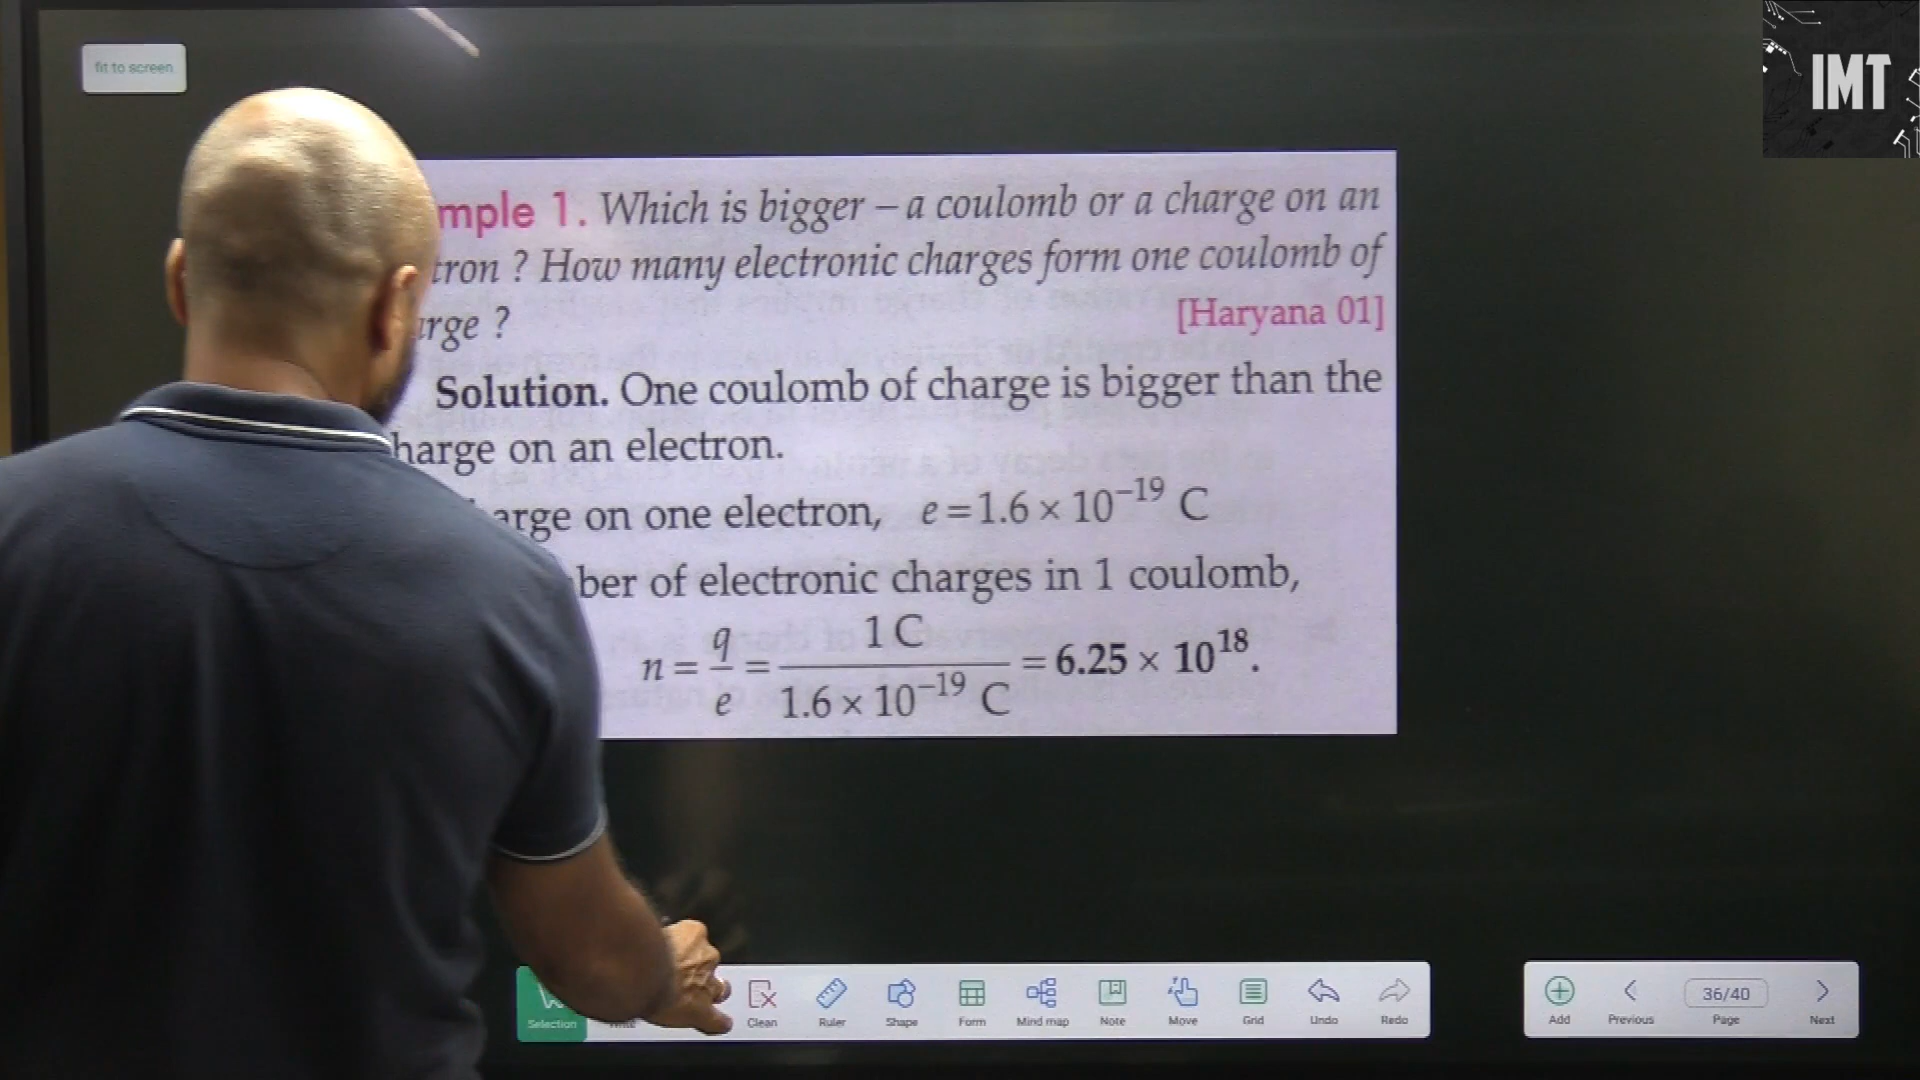 fit to screen
IMT
mple 1. Which is bigger – a coulomb or a charge on an
tron ? How many electronic charges form one coulomb of
arge ?
[Haryana 01]
Solution. One coulomb of charge is bigger than the
harge on an electron.
arge on one electron, e = 1.6 × 10⁻¹⁹ C
ber of electronic charges in 1 coulomb,
n = q/e = 1 C / 1.6 × 10⁻¹⁹ C = 6.25 × 10¹⁸.
Selection Clean Ruler Shape Form Mind map Note Move Grid Undo Redo
Add Previous 36/40 Page Next